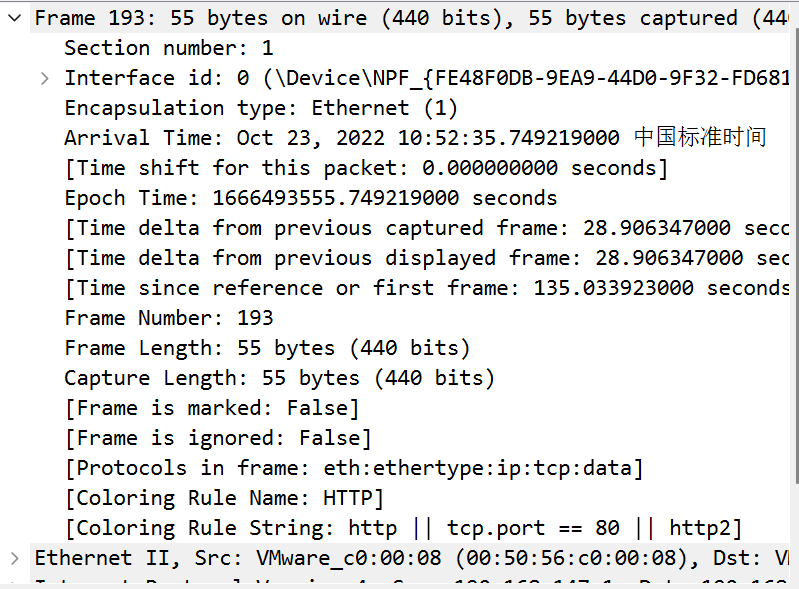 Frame 193: 55 bytes on wire (440 bits), 55 bytes captured (44
Section number: 1
Interface id: 0 (\Device\NPF_{FE48F0DB-9EA9-44D0-9F32-FD681
Encapsulation type: Ethernet (1)
Arrival Time: Oct 23, 2022 10:52:35.749219000 中国标准时间
[Time shift for this packet: 0.000000000 seconds]
Epoch Time: 1666493555.749219000 seconds
[Time delta from previous captured frame: 28.906347000 seco
[Time delta from previous displayed frame: 28.906347000 sec
[Time since reference or first frame: 135.033923000 seconds
Frame Number: 193
Frame Length: 55 bytes (440 bits)
Capture Length: 55 bytes (440 bits)
[Frame is marked: False]
[Frame is ignored: False]
[Protocols in frame: eth:ethertype:ip:tcp:data]
[Coloring Rule Name: HTTP]
[Coloring Rule String: http || tcp.port == 80 || http2]
Ethernet II, Src: VMware_c0:00:08 (00:50:56:c0:00:08), Dst: